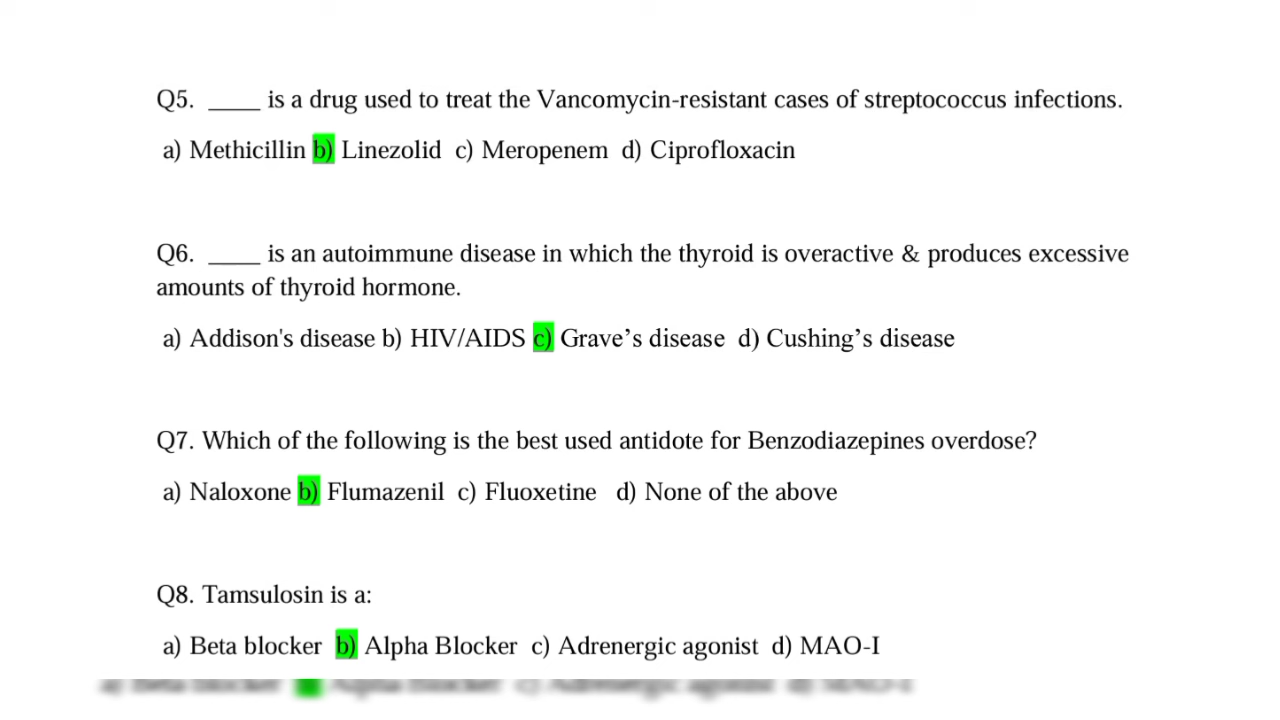 Q5. ____ is a drug used to treat the Vancomycin-resistant cases of streptococcus infections.
a) Methicillin b) Linezolid c) Meropenem d) Ciprofloxacin
Q6. ____ is an autoimmune disease in which the thyroid is overactive & produces excessive
amounts of thyroid hormone.
a) Addison's disease b) HIV/AIDS c) Grave’s disease d) Cushing’s disease
Q7. Which of the following is the best used antidote for Benzodiazepines overdose?
a) Naloxone b) Flumazenil c) Fluoxetine d) None of the above
Q8. Tamsulosin is a:
a) Beta blocker b) Alpha Blocker c) Adrenergic agonist d) MAO-I